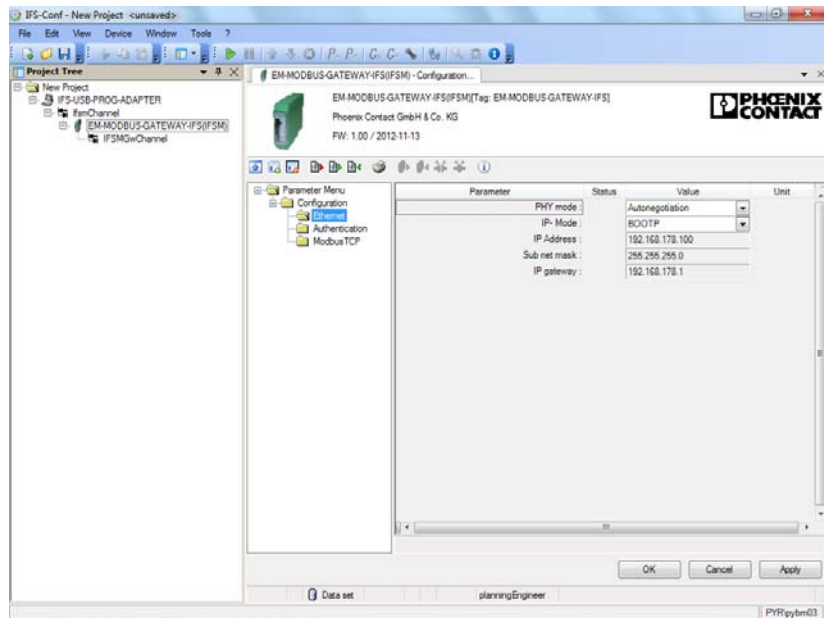 IFS-Conf - New Project <unsaved>
File Edit View Device Window Tools ?
P- P- G- G-
Project Tree
New Project
IFS-USB-PROG-ADAPTER
IfsmChannel
EM-MODBUS-GATEWAY-IFS(IFSM)
IFSMGwChannel
EM-MODBUS-GATEWAY-IFS(IFSM) - Configuration...
EM-MODBUS-GATEWAY-IFS(IFSM)[Tag: EM-MODBUS-GATEWAY-IFS]
Phoenix Contact GmbH & Co. KG
FW: 1.00 / 2012-11-13
PHŒNIX
CONTACT
Parameter Menu
Configuration
Ethernet
Authentication
ModbusTCP
Parameter Status Value Unit
PHY mode : Autonegotiation
IP- Mode : BOOTP
IP Address : 192.168.178.100
Sub net mask : 255.255.255.0
IP gateway : 192.168.178.1
OK Cancel Apply
Data set planningEngineer
PYR\pybm03